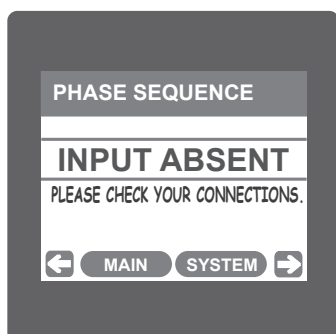 PHASE SEQUENCE
INPUT ABSENT
PLEASE CHECK YOUR CONNECTIONS.
MAIN SYSTEM